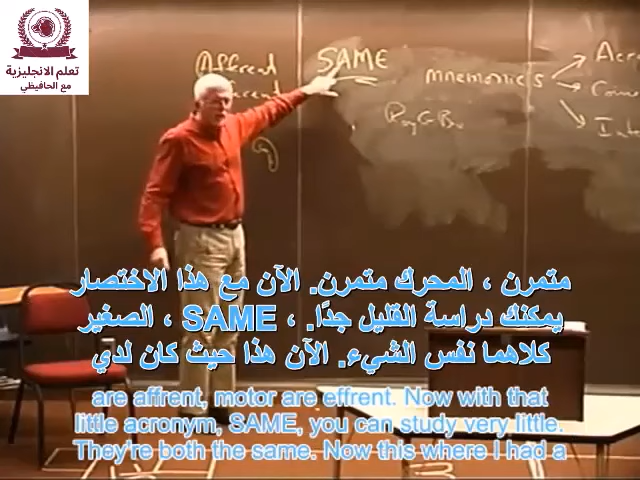 تعلم الانجليزية
مع الحافيظي
Afferent
SAME
mnemonics
RoyGBiv
متمرن ، المحرك متمرن. الآن مع هذا الاختصار
يمكنك دراسة القليل جدًا. ، SAME ، الصغير
كلاهما نفس الشيء. الآن هذا حيث كان لدي
are affrent, motor are effrent. Now with that
little acronym, SAME, you can study very little.
They're both the same. Now this where I had a